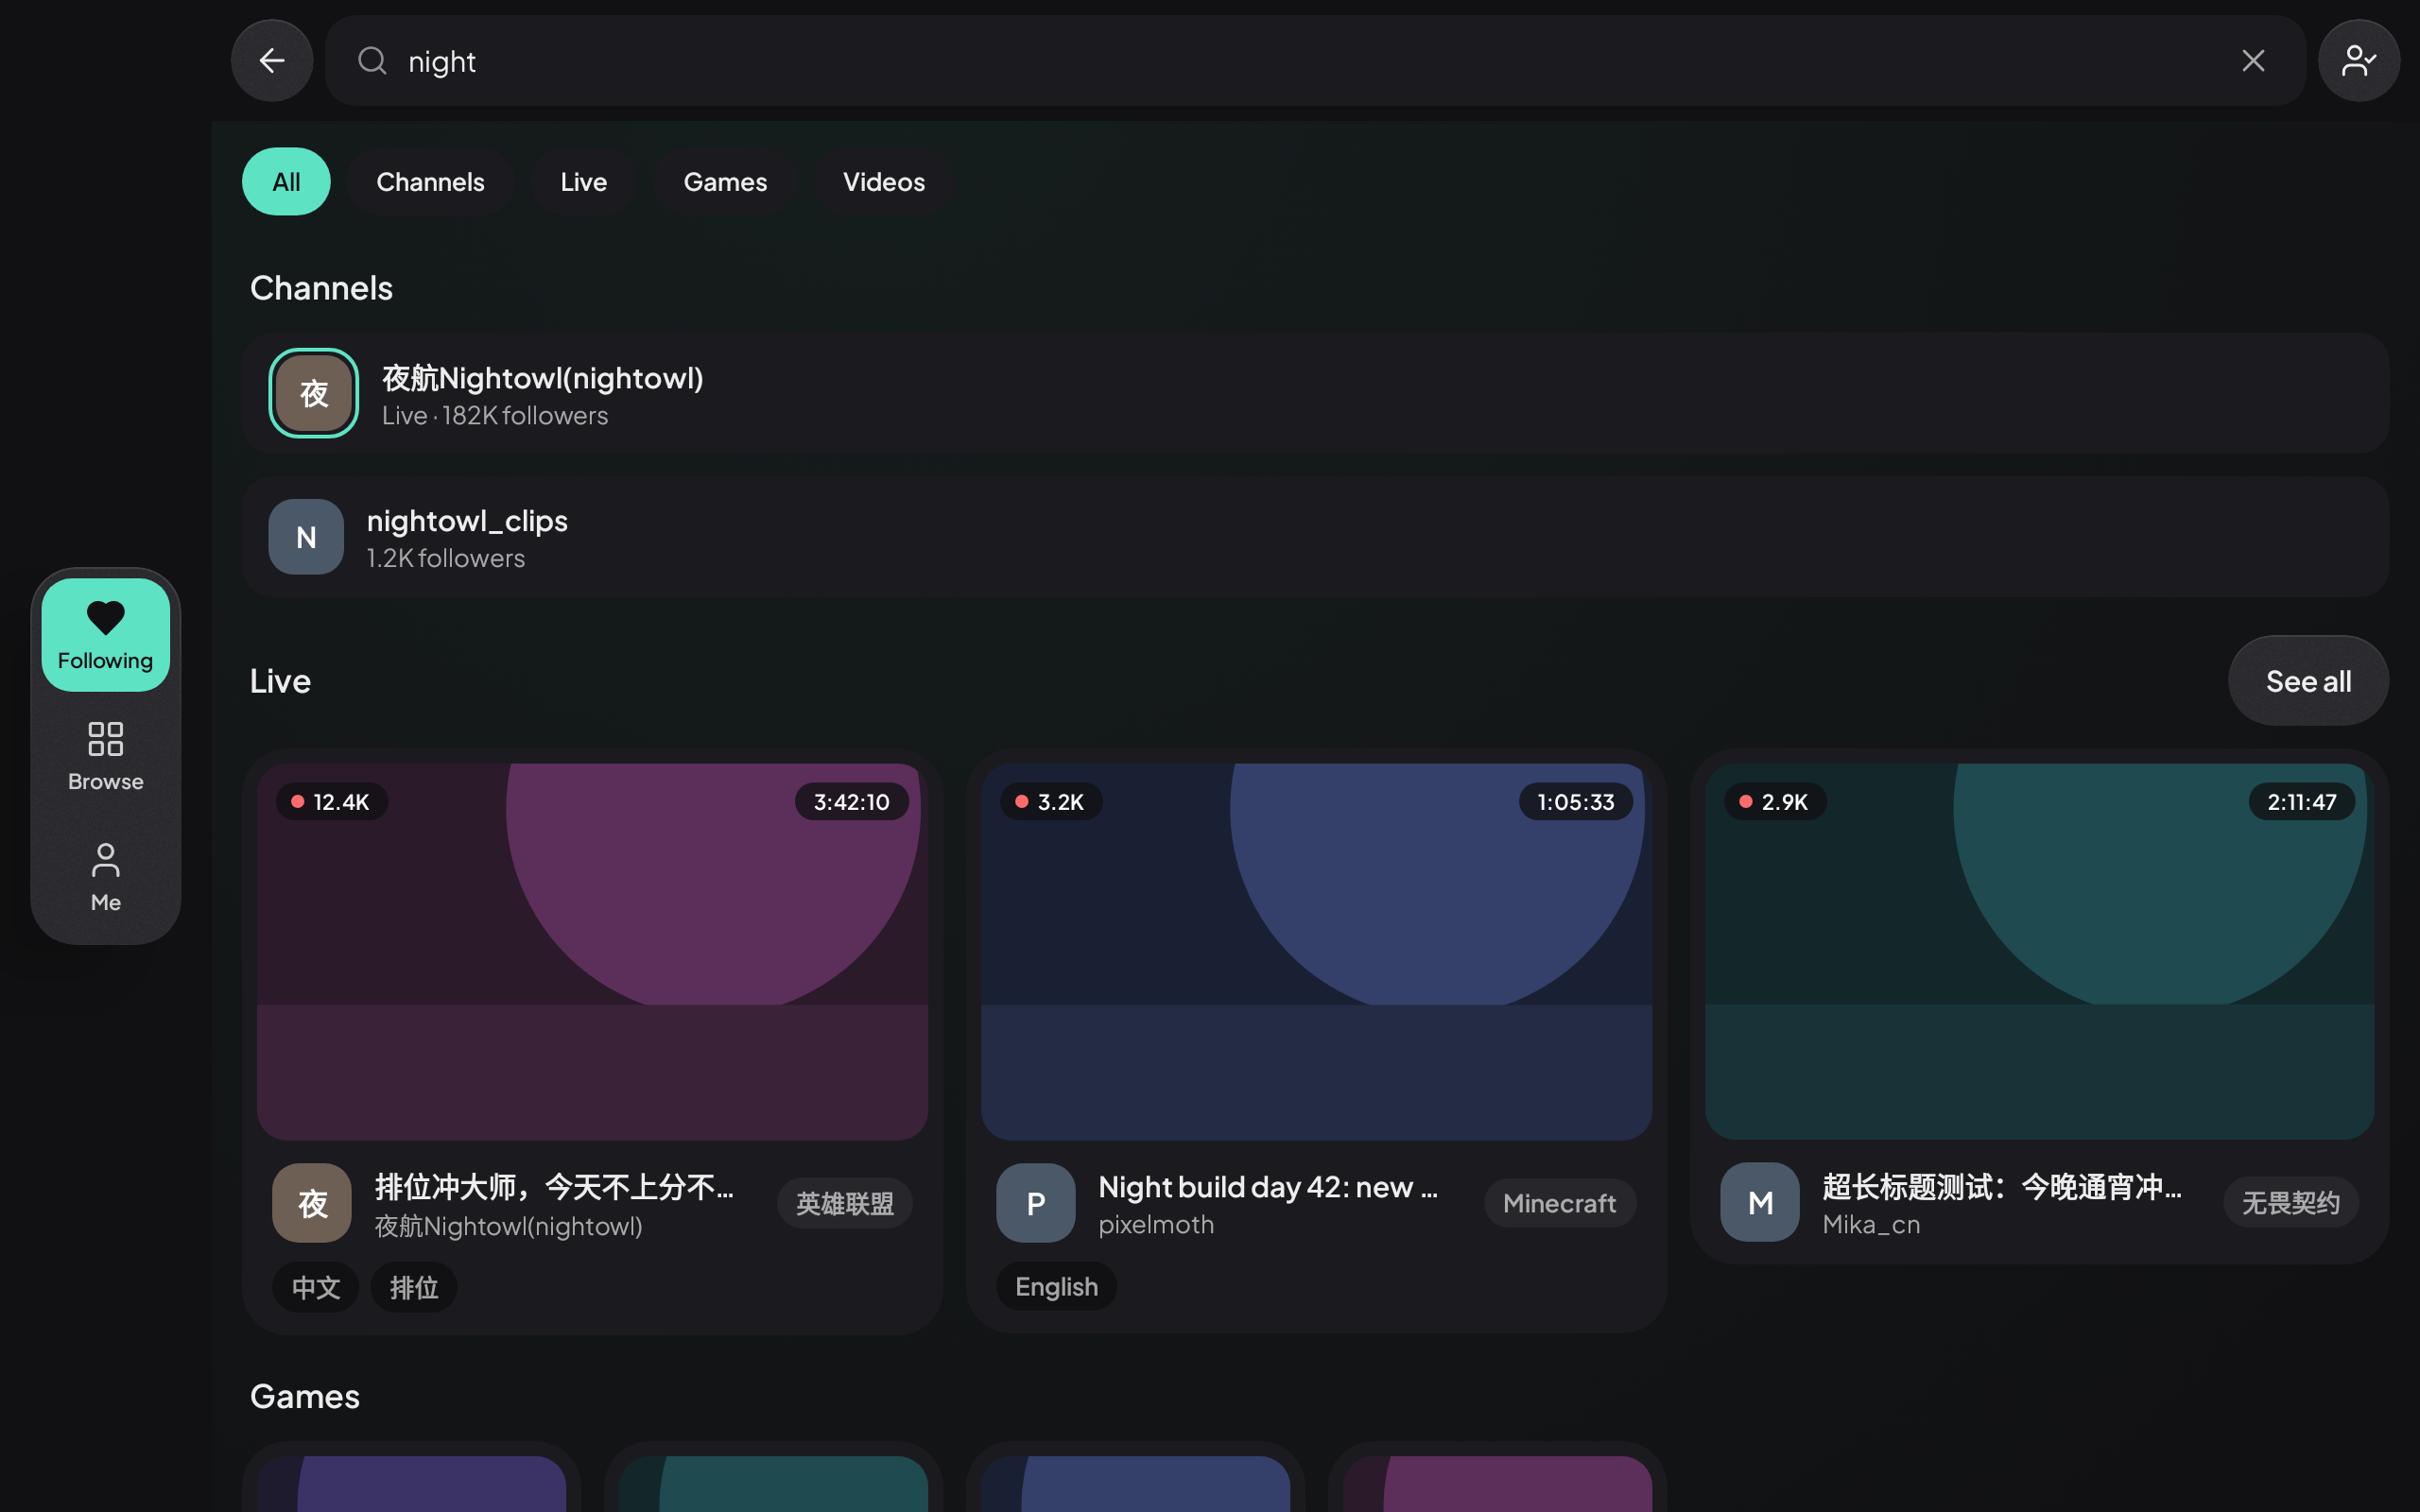 night
All
Channels
Live
Games
Videos
Channels
夜
夜航Nightowl(nightowl)
Live · 182K followers
N
nightowl_clips
1.2K followers
Following
Browse
Me
Live
See all
12.4K
3:42:10
3.2K
1:05:33
2.9K
2:11:47
夜
排位冲大师，今天不上分不...
夜航Nightowl(nightowl)
英雄联盟
中文
排位
P
Night build day 42: new ...
pixelmoth
Minecraft
English
M
超长标题测试：今晚通宵冲...
Mika_cn
无畏契约
Games